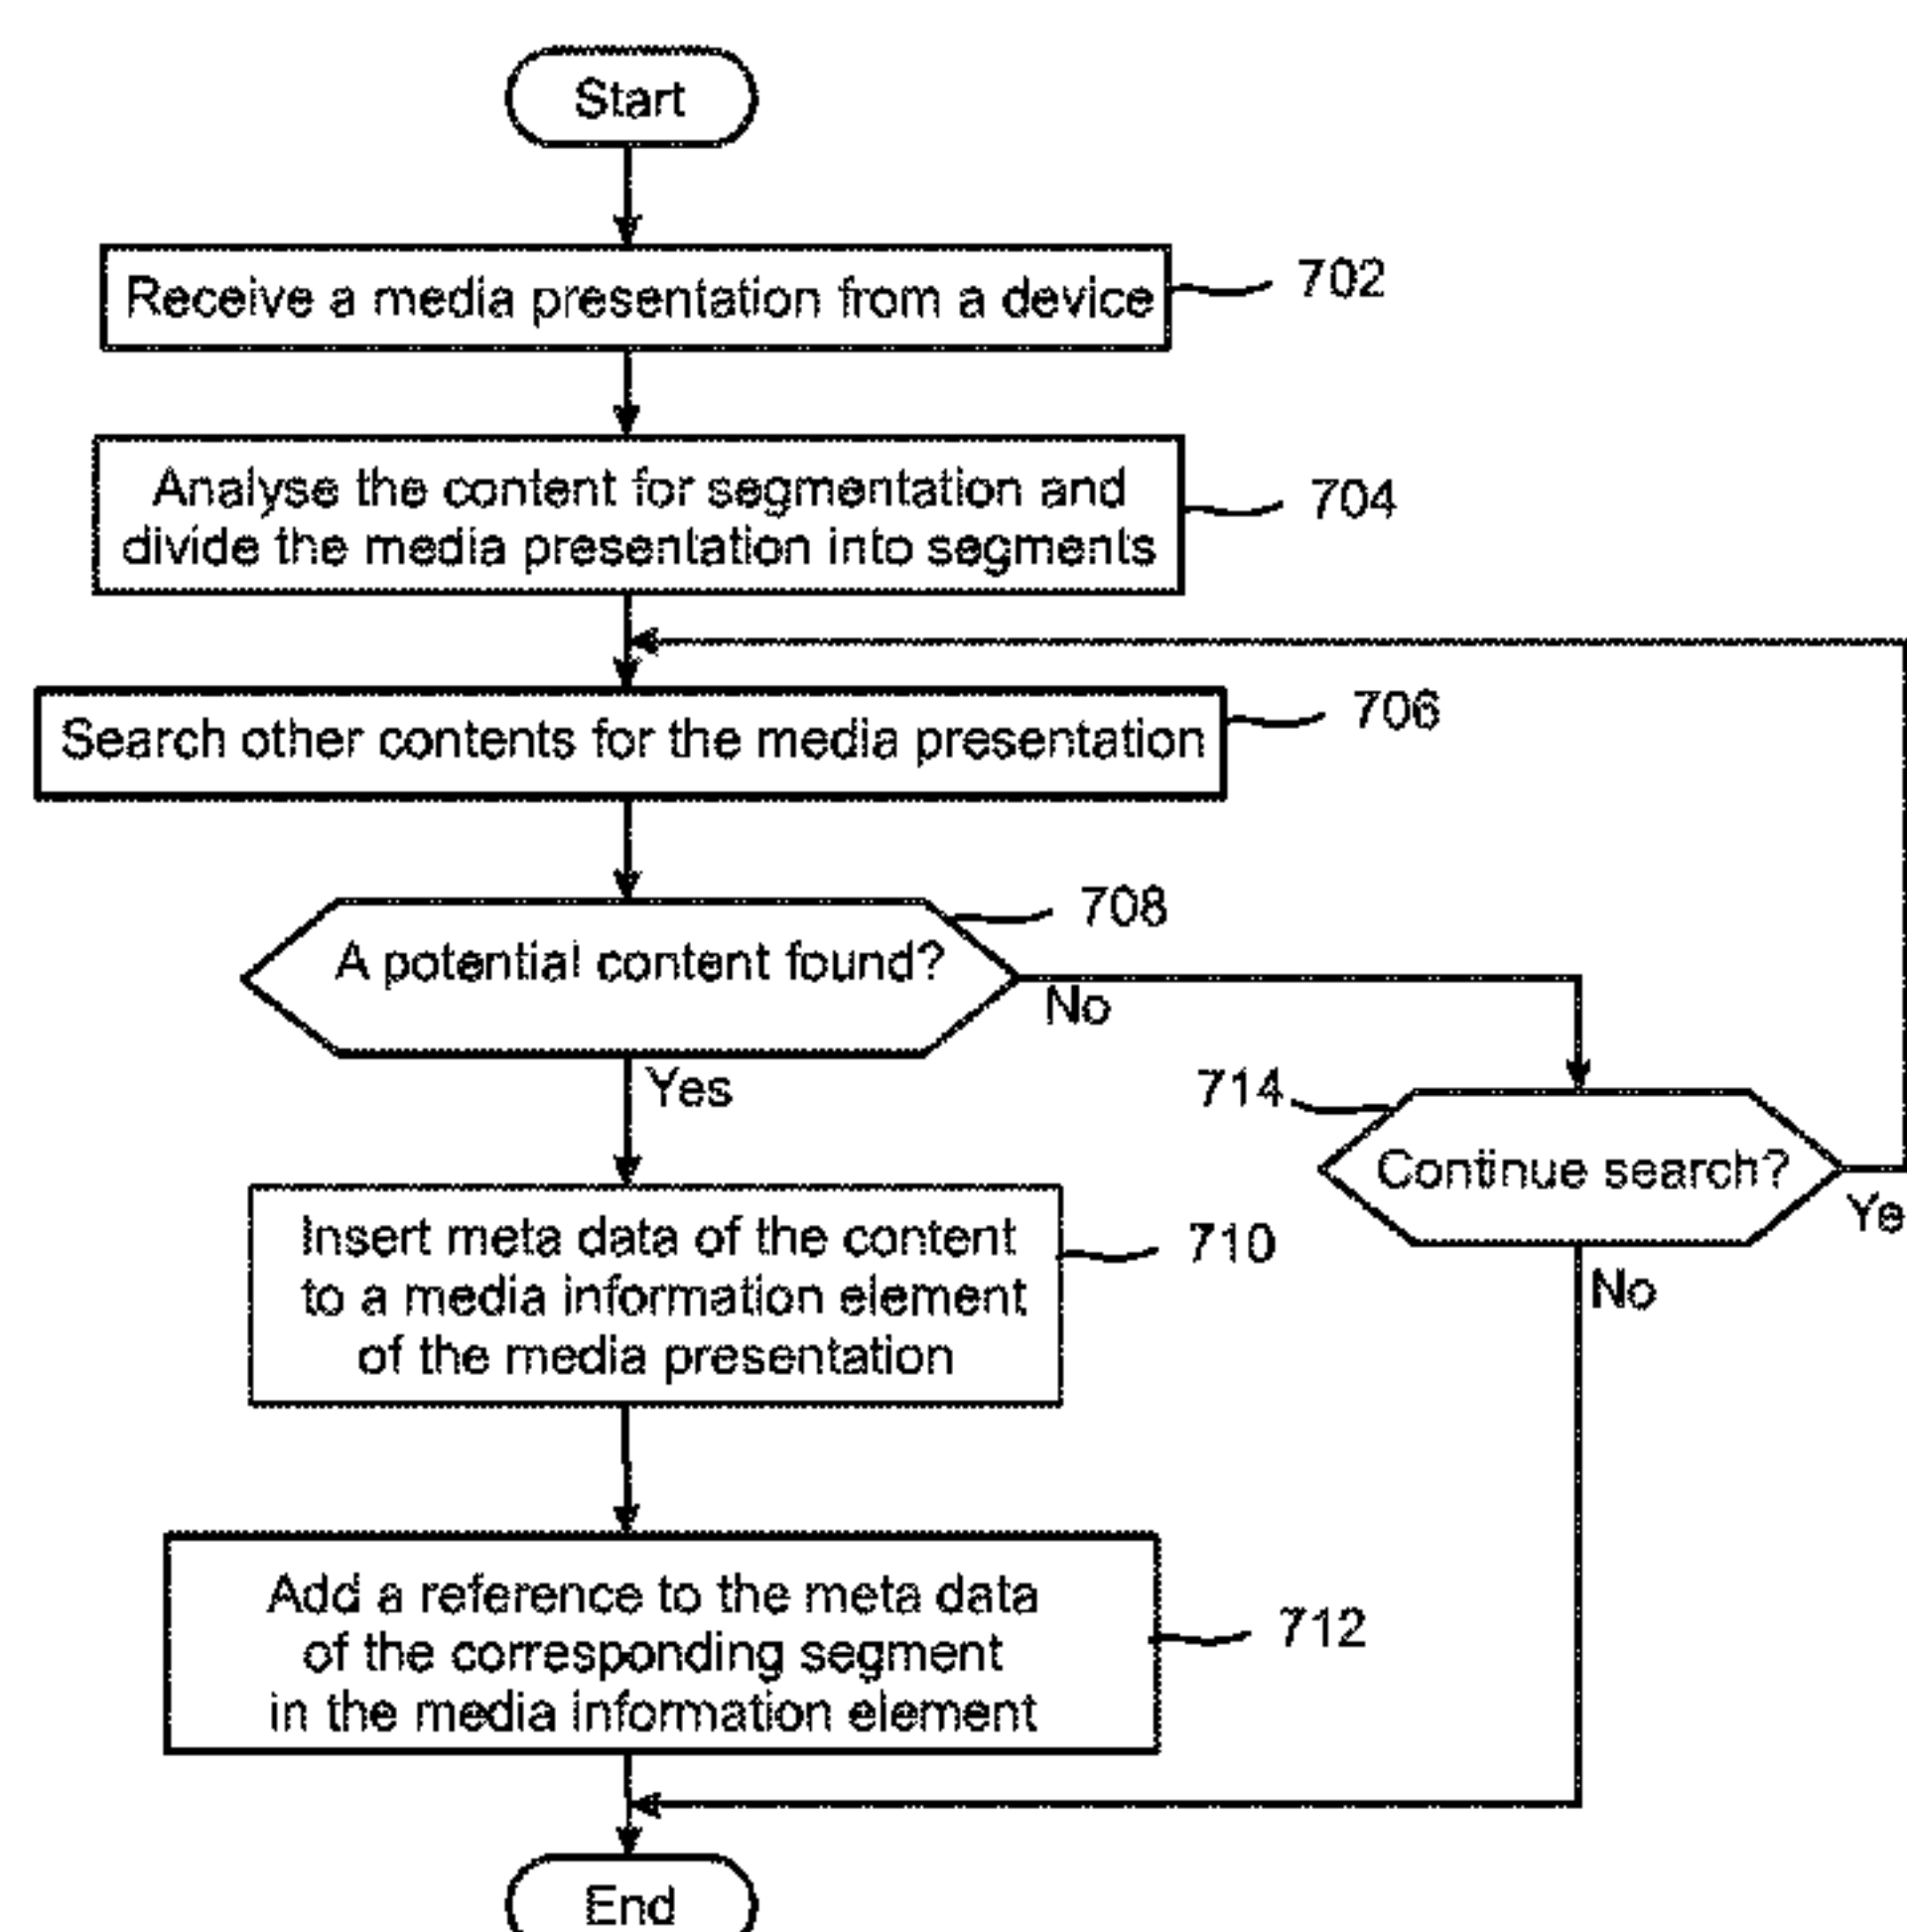 Start
Receive a media presentation from a device
702
Analyse the content for segmentation and
divide the media presentation into segments
704
Search other contents for the media presentation
706
A potential content found?
708
No
Yes
714
Continue search?
Ye
No
Insert meta data of the content
to a media information element
of the media presentation
710
Add a reference to the meta data
of the corresponding segment
in the media information element
712
End